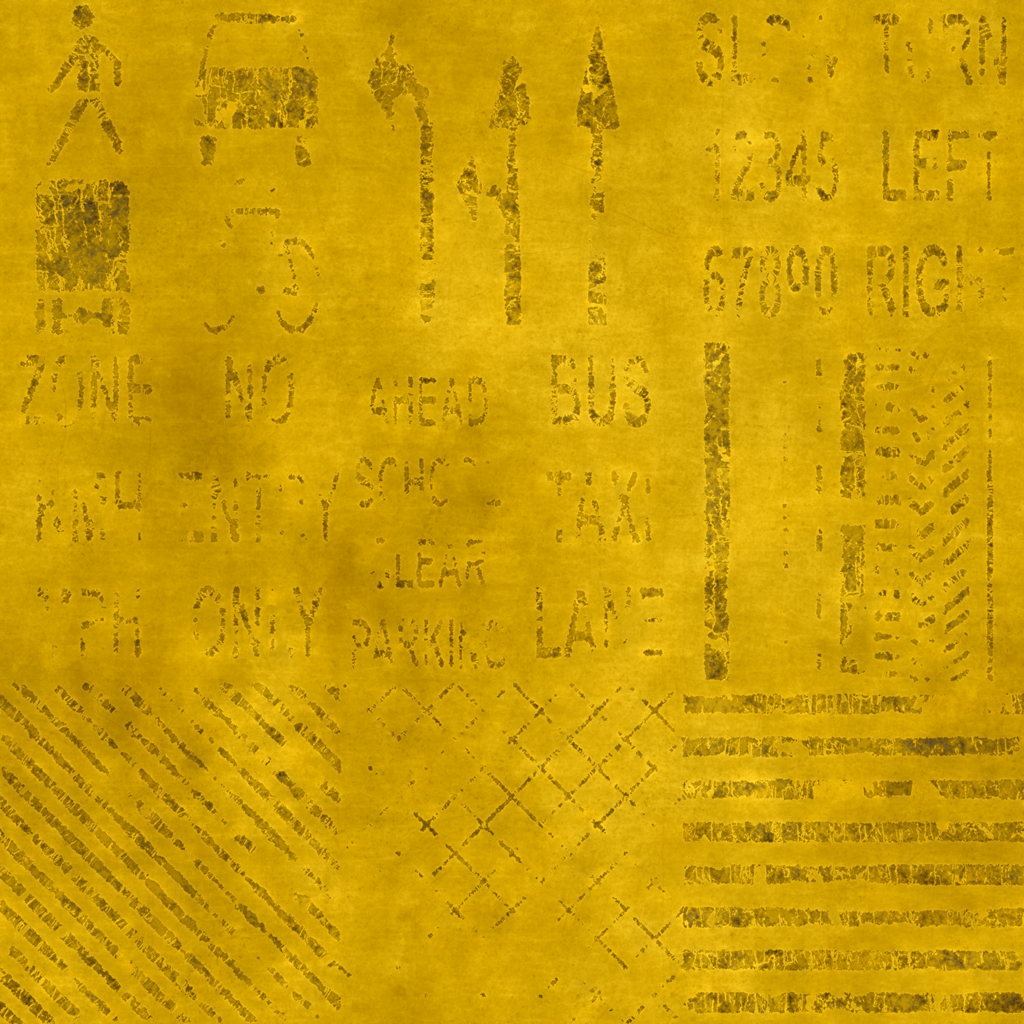 SLOW TURN
12345 LEFT
67890 RIGHT
ZONE NO AHEAD BUS
ENTRY SCHOOL TAXI
CLEAR
ONLY PARKING LANE